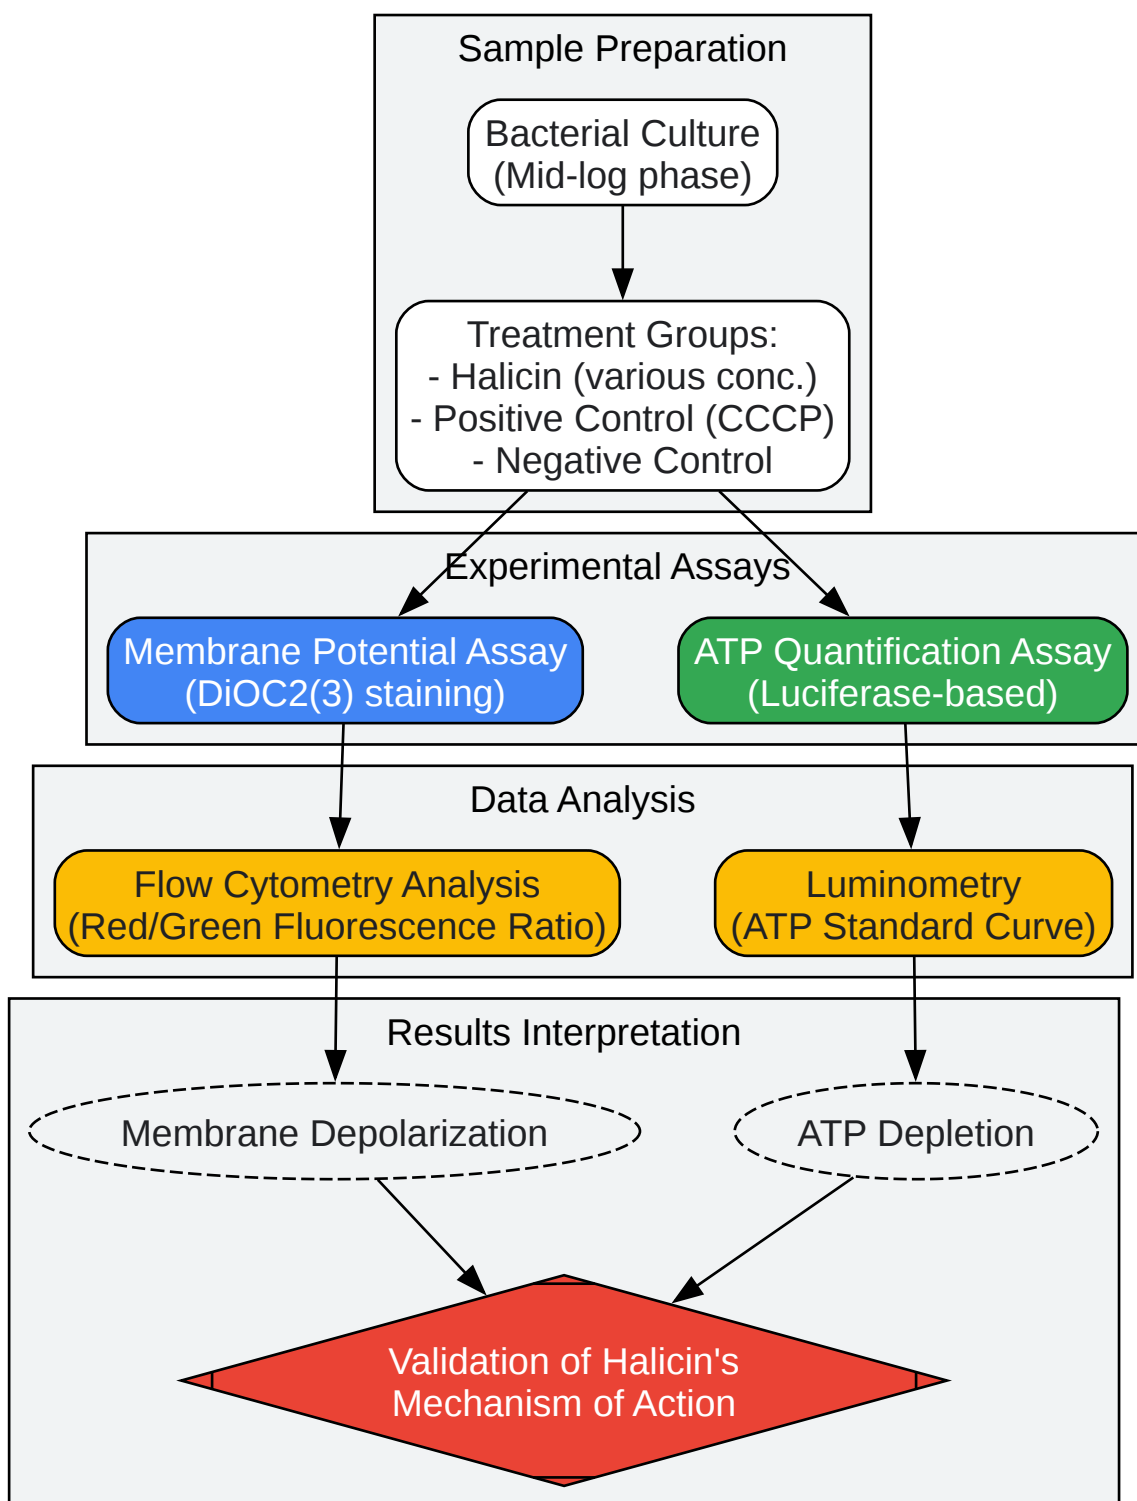 Sample Preparation
Bacterial Culture
(Mid-log phase)
Treatment Groups:
- Halicin (various conc.)
- Positive Control (CCCP)
- Negative Control
Experimental Assays
Membrane Potential Assay
(DiOC2(3) staining)
ATP Quantification Assay
(Luciferase-based)
Data Analysis
Flow Cytometry Analysis
(Red/Green Fluorescence Ratio)
Luminometry
(ATP Standard Curve)
Results Interpretation
Membrane Depolarization
ATP Depletion
Validation of Halicin's
Mechanism of Action